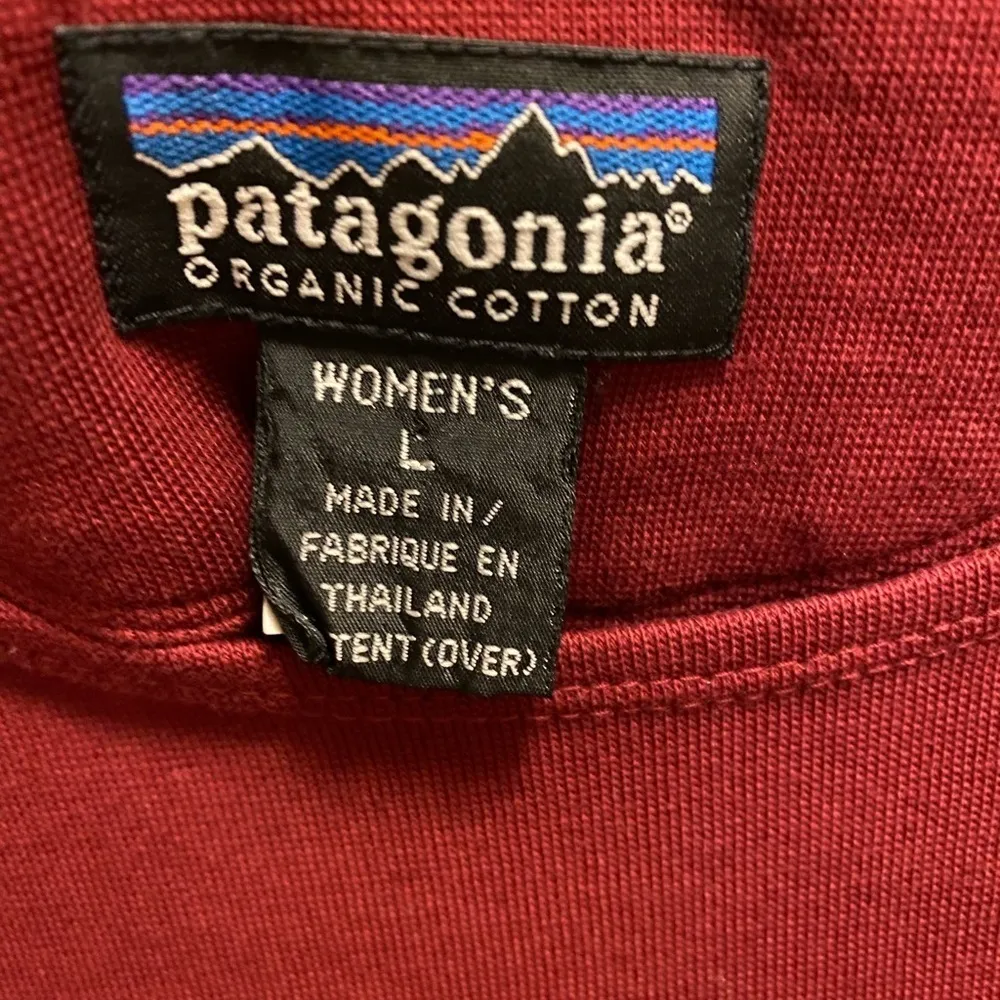 patagonia®
ORGANIC COTTON
WOMEN'S
L
MADE IN/
FABRIQUE EN
THAILAND
TENT (OVER)